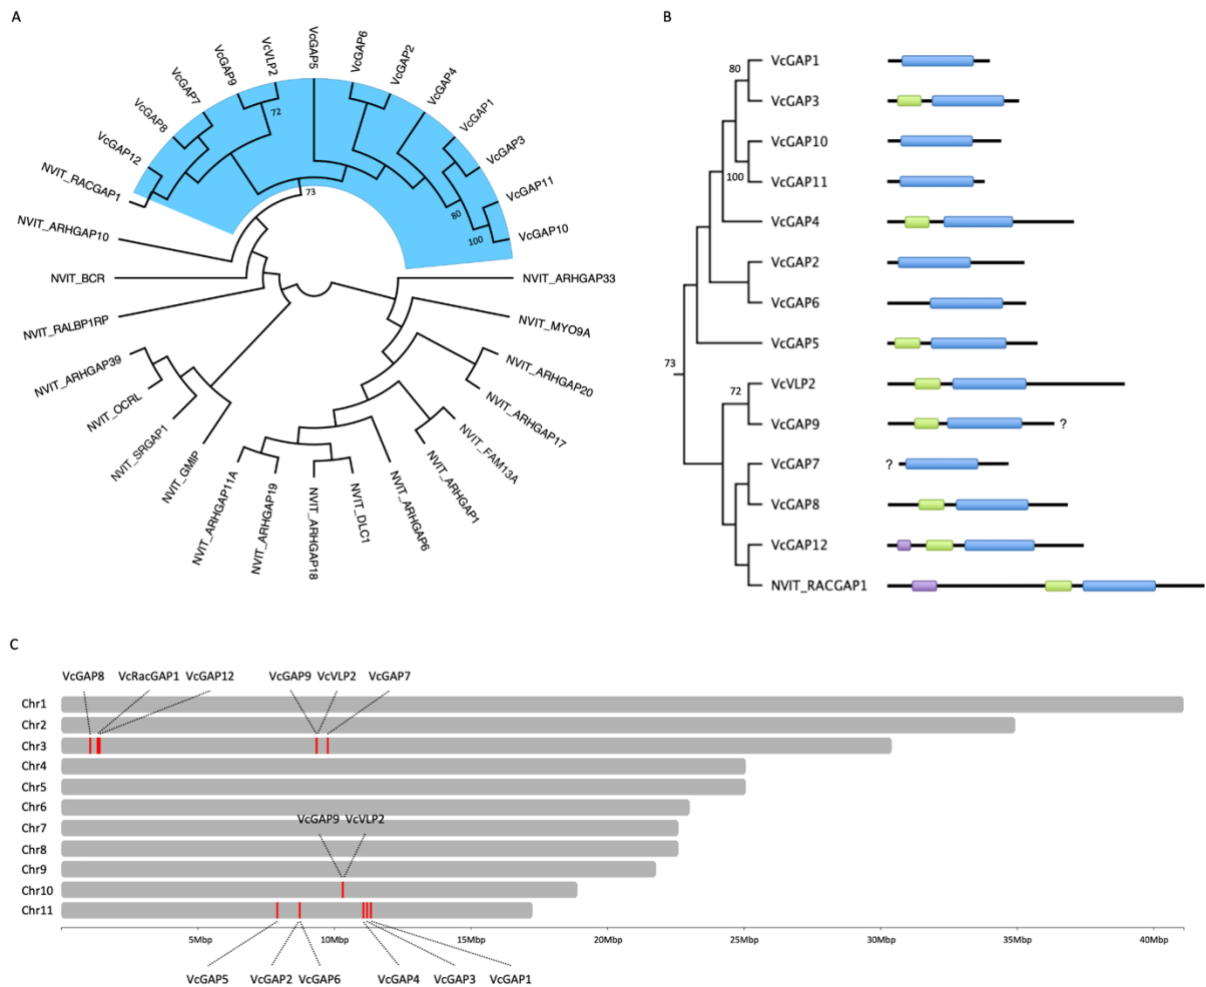 A
VcGAP12
VcGAP8
VcGAP7
VcGAP9
VcVLP2
VcGAP5
VcGAP6
VcGAP2
VcGAP4
VcGAP1
VcGAP3
VcGAP11
VcGAP10
72
73
80
100
NVIT_RACGAP1
NVIT_ARHGAP10
NVIT_BCR
NVIT_RALBP1RP
NVIT_ARHGAP39
NVIT_OCRL
NVIT_SRGAP1
NVIT_GMIP
NVIT_ARHGAP11A
NVIT_ARHGAP19
NVIT_ARHGAP18
NVIT_DLC1
NVIT_ARHGAP6
NVIT_ARHGAP1
NVIT_FAM13A
NVIT_ARHGAP17
NVIT_ARHGAP20
NVIT_MYO9A
NVIT_ARHGAP33
B
80
VcGAP1
VcGAP3
VcGAP10
100
VcGAP11
VcGAP4
VcGAP2
VcGAP6
VcGAP5
73
VcVLP2
72
VcGAP9 ?
VcGAP7 ?
VcGAP8
VcGAP12
NVIT_RACGAP1
C
VcGAP8 VcRacGAP1 VcGAP12 VcGAP9 VcVLP2 VcGAP7
Chr1
Chr2
Chr3
Chr4
Chr5
Chr6
VcGAP9 VcVLP2
Chr7
Chr8
Chr9
Chr10
Chr11
5Mbp 10Mbp 15Mbp 20Mbp 25Mbp 30Mbp 35Mbp 40Mbp
VcGAP5 VcGAP2 VcGAP6 VcGAP4 VcGAP3 VcGAP1